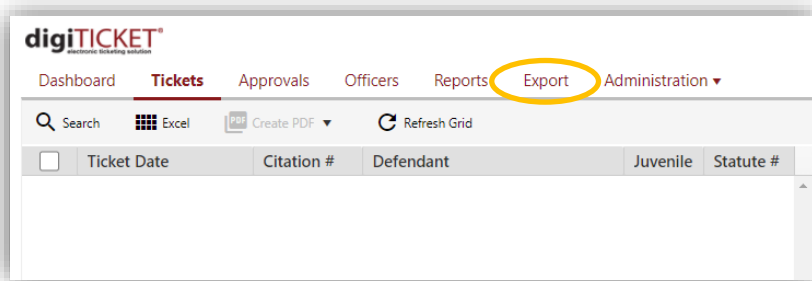 digiTICKET®
electronic ticketing solution
Dashboard Tickets Approvals Officers Reports Export Administration ▾
Search Excel PDF Create PDF ▾ Refresh Grid
Ticket Date Citation # Defendant Juvenile Statute #